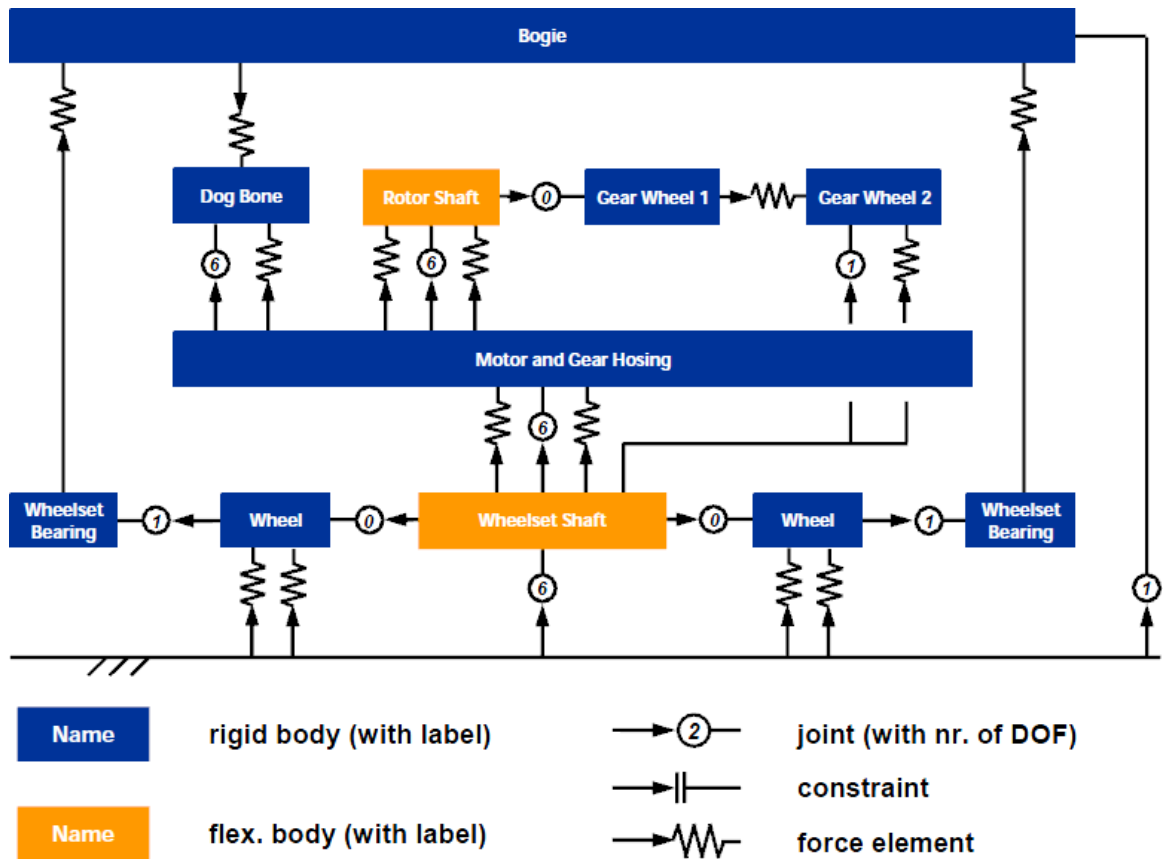 Bogie
Dog Bone
Rotor Shaft
0
Gear Wheel 1
Gear Wheel 2
6
6
1
Motor and Gear Hosing
6
Wheelset
Bearing
1
Wheel
0
Wheelset Shaft
0
Wheel
1
Wheelset
Bearing
6
1
Name
rigid body (with label)
2
joint (with nr. of DOF)
constraint
Name
flex. body (with label)
force element